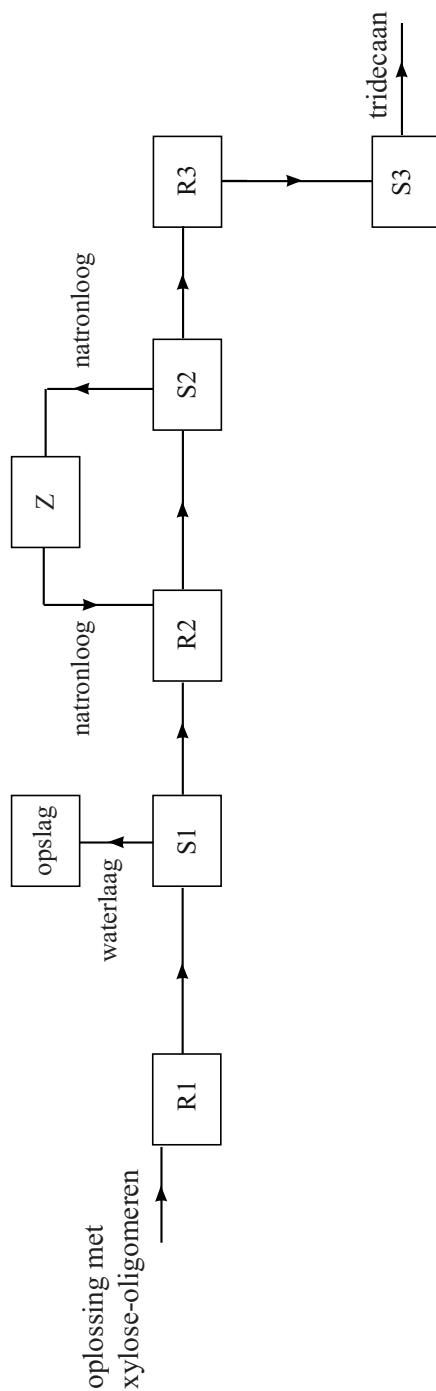 oplossing met
xylose-oligomeren
R1
S1
waterlaag
opslag
R2
natronloog
Z
natronloog
S2
R3
S3
tridecaan